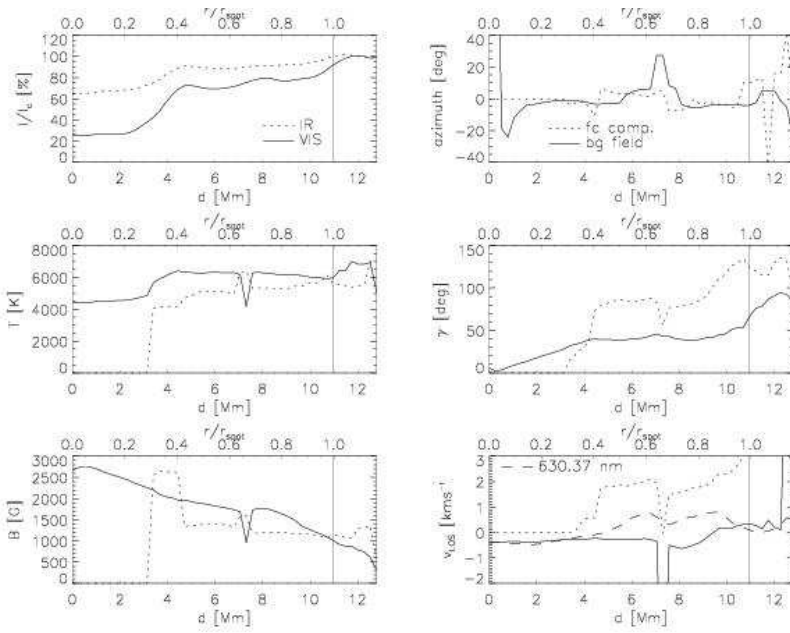 r/r_spot
0.0 0.2 0.4 0.6 0.8 1.0
I/I_c [%]
120
100
80
60
40
20
0
IR
VIS
0 2 4 6 8 10 12
d [Mm]
r/r_spot
0.0 0.2 0.4 0.6 0.8 1.0
azimuth [deg]
40
20
0
-20
-40
fc comp.
bg field
0 2 4 6 8 10 12
d [Mm]
r/r_spot
0.0 0.2 0.4 0.6 0.8 1.0
T [K]
8000
6000
4000
2000
0
0 2 4 6 8 10 12
d [Mm]
r/r_spot
0.0 0.2 0.4 0.6 0.8 1.0
γ [deg]
150
100
50
0
0 2 4 6 8 10 12
d [Mm]
r/r_spot
0.0 0.2 0.4 0.6 0.8 1.0
B [G]
3000
2500
2000
1500
1000
500
0
0 2 4 6 8 10 12
d [Mm]
r/r_spot
0.0 0.2 0.4 0.6 0.8 1.0
v_LOS [kms⁻¹]
3
2
1
0
-1
-2
630.37 nm
0 2 4 6 8 10 12
d [Mm]